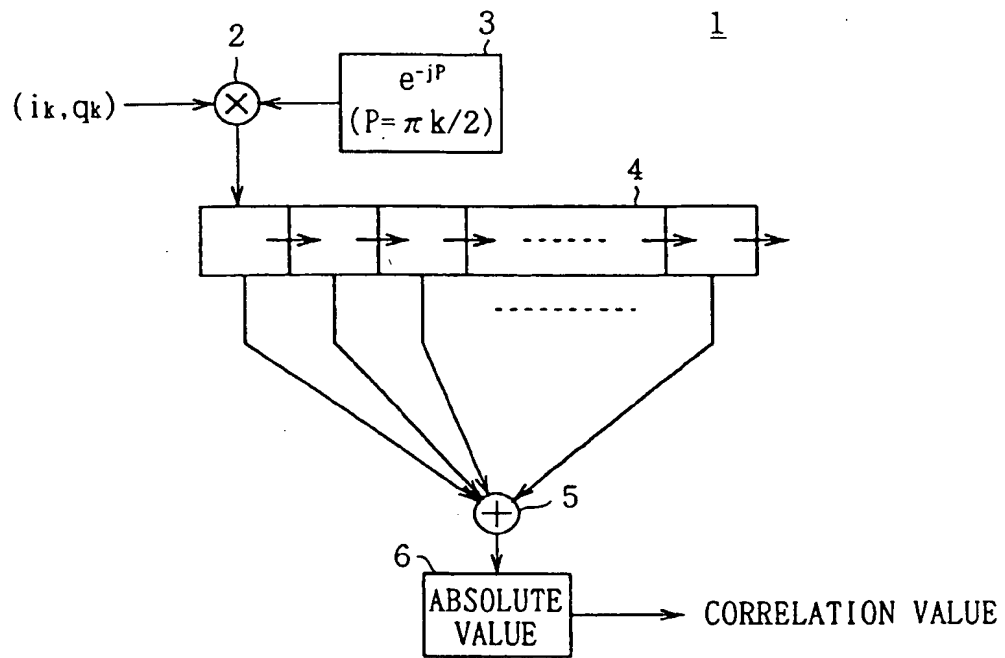 1
2
3
e^-jP
(P=πk/2)
(ik,qk)
4
5
6
ABSOLUTE
VALUE
CORRELATION VALUE